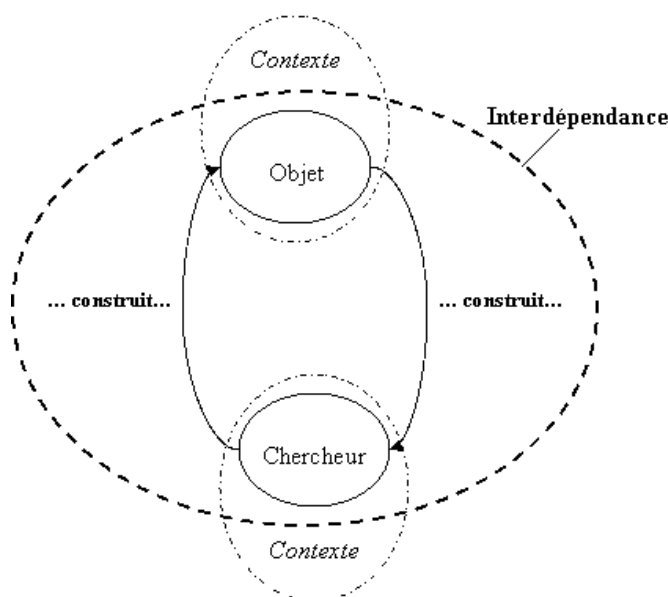 Contexte
Interdépendance
Objet
... construit...
... construit...
Chercheur
Contexte